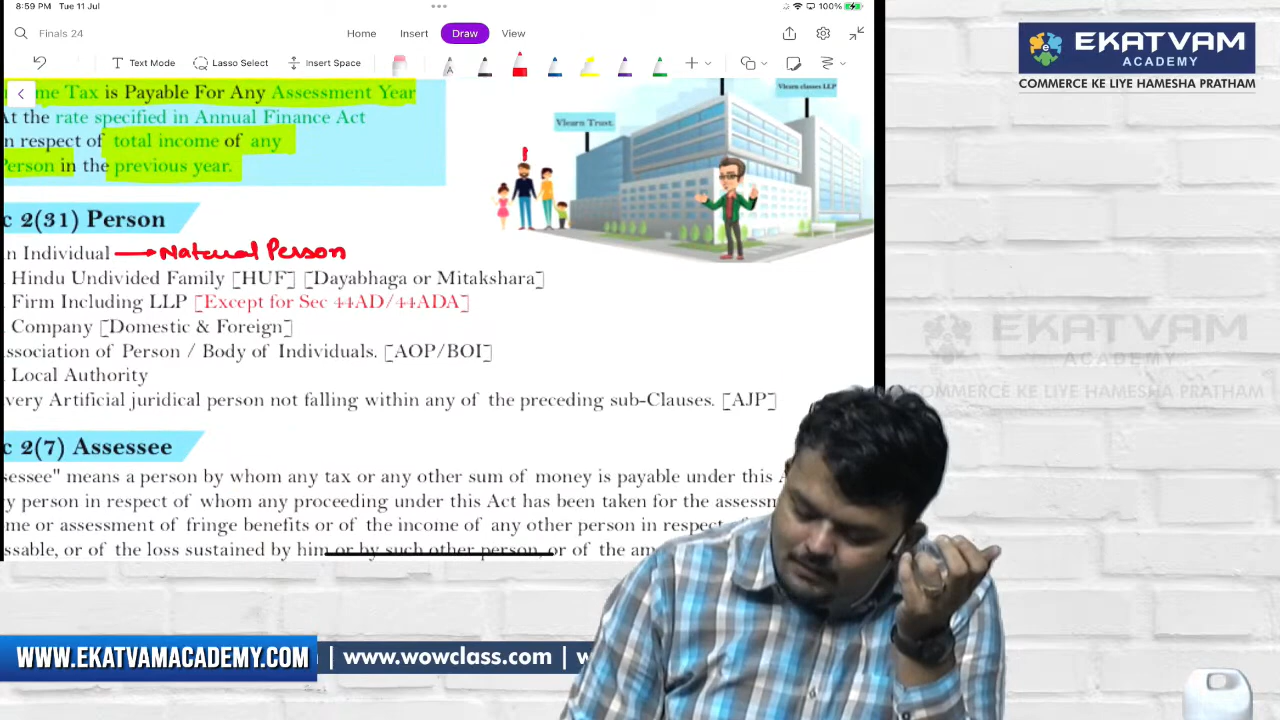 8:59 PM Tue 11 Jul
100%
Finals 24
Home Insert Draw View
Text Mode Lasso Select Insert Space
EKATVAM
ACADEMY
COMMERCE KE LIYE HAMESHA PRATHAM
me Tax is Payable For Any Assessment Year
At the rate specified in Annual Finance Act
n respect of total income of any
Person in the previous year.
Vlearn Trust.
Vlearn classes LLP
c 2(31) Person
n Individual → Natural Person
Hindu Undivided Family [HUF] [Dayabhaga or Mitakshara]
Firm Including LLP [Except for Sec 44AD/44ADA]
Company [Domestic & Foreign]
ssociation of Person / Body of Individuals. [AOP/BOI]
Local Authority
very Artificial juridical person not falling within any of the preceding sub-Clauses. [AJP]
c 2(7) Assessee
sessee" means a person by whom any tax or any other sum of money is payable under this A
y person in respect of whom any proceeding under this Act has been taken for the assessm
me or assessment of fringe benefits or of the income of any other person in respect
ssable, or of the loss sustained by him or by such other person, or of the am
EKATVAM
ACADEMY
COMMERCE KE LIYE HAMESHA PRATHAM
WWW.EKATVAMACADEMY.COM | www.wowclass.com | w